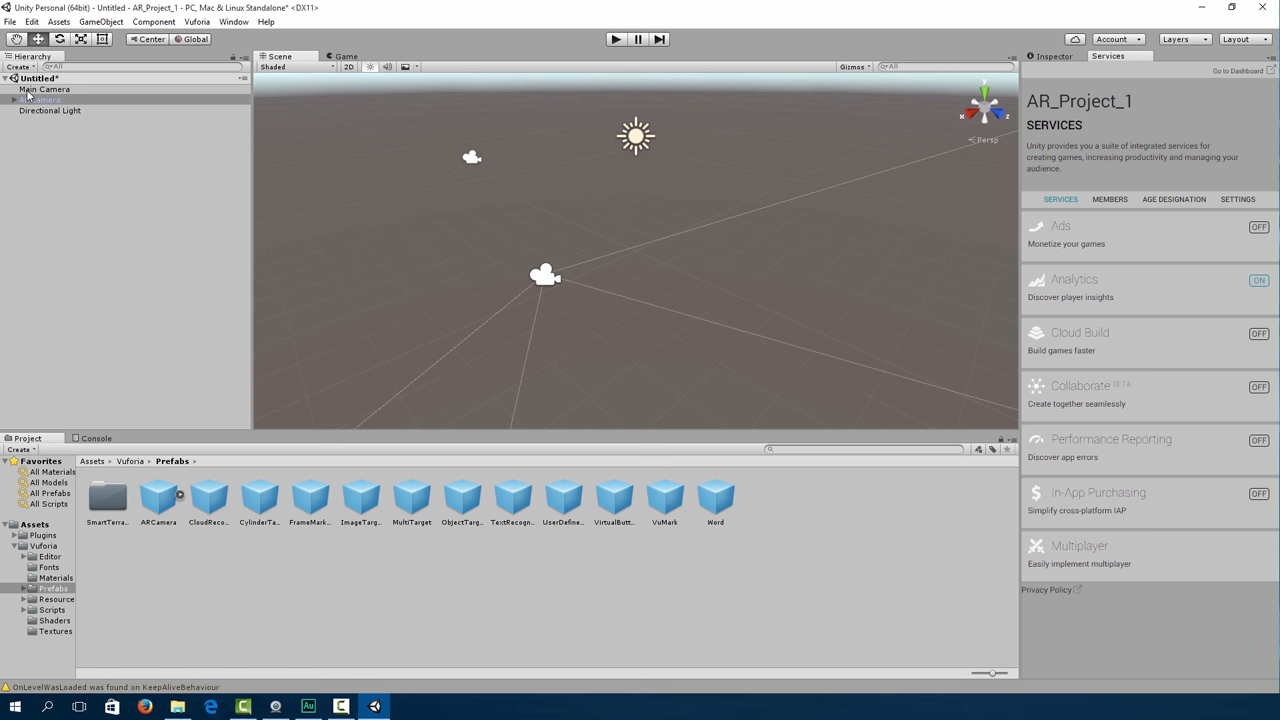 Unity Personal (64bit) - Untitled - AR_Project_1 - PC, Mac & Linux Standalone* <DX11>
File Edit Assets GameObject Component Vuforia Window Help
Center Global Account Layers Layout
Hierarchy Scene Game Inspector Services
Create All Shaded 2D Gizmos All Go to Dashboard
Untitled*
Main Camera
Directional Light
y
x z
Persp
AR_Project_1
SERVICES
Unity provides you a suite of integrated services for
creating games, increasing productivity and managing your
audience.
SERVICES MEMBERS AGE DESIGNATION SETTINGS
Ads OFF
Monetize your games
Analytics ON
Discover player insights
Cloud Build OFF
Build games faster
Collaborate BETA OFF
Create together seamlessly
Performance Reporting OFF
Discover app errors
In-App Purchasing OFF
Simplify cross-platform IAP
Multiplayer
Easily implement multiplayer
Privacy Policy
Project Console
Create
Favorites
All Materials
All Models
All Prefabs
All Scripts
Assets
Plugins
Vuforia
Editor
Fonts
Materials
Prefabs
Resource
Scripts
Shaders
Textures
Assets Vuforia Prefabs
SmartTerra... ARCamera CloudReco... CylinderTa... FrameMark... ImageTarg... MultiTarget ObjectTarg... TextRecogn... UserDefine... VirtualButt... VuMark Word
OnLevelWasLoaded was found on KeepAliveBehaviour
Au